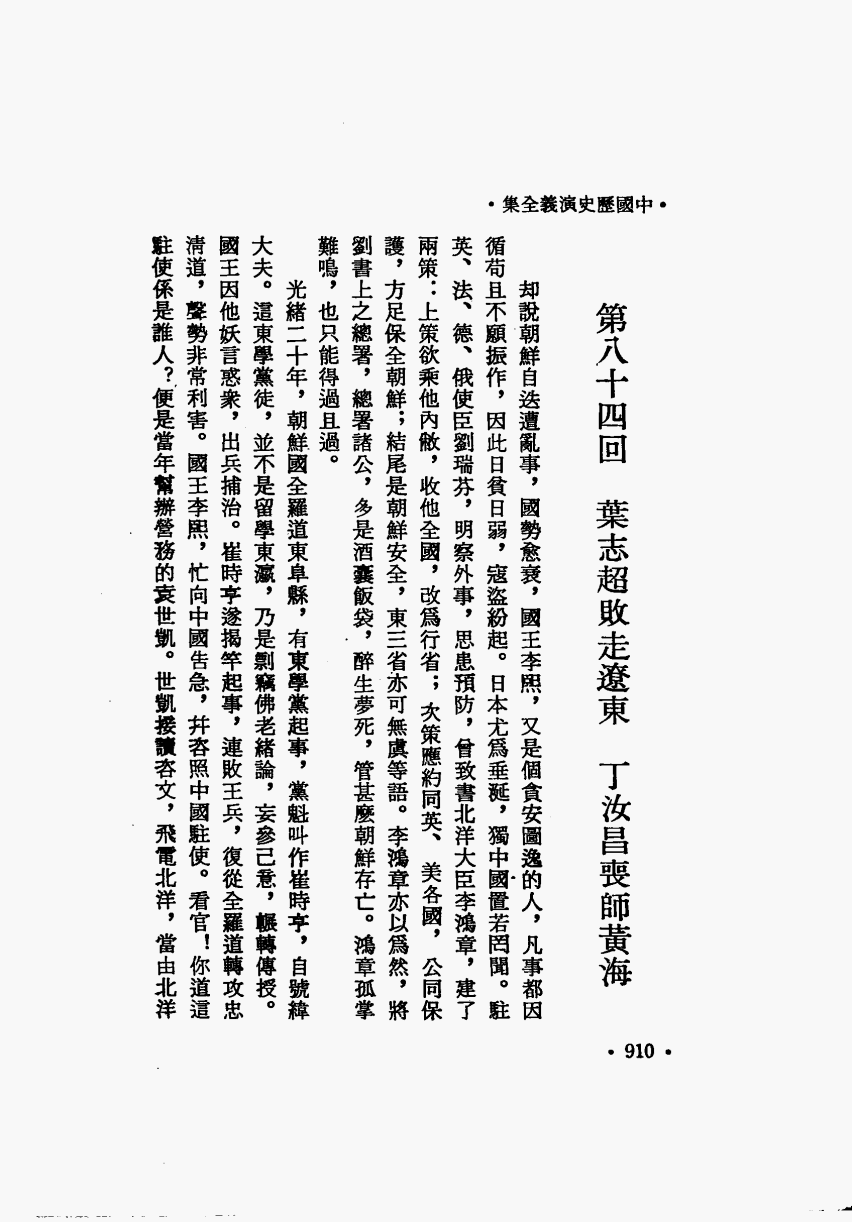 •中國歷史演義全集•
第八十四回　葉志超敗走遼東　丁汝昌喪師黃海
却說朝鮮自迭遭亂事，國勢愈衰，國王李熙，又是個貪安圖逸的人，凡事都因
循苟且不願振作，因此日貧日弱，寇盜紛起。日本尤爲垂涎，獨中國置若罔聞。駐
英、法、德、俄使臣劉瑞芬，明察外事，思患預防，曾致書北洋大臣李鴻章，建了
兩策：上策欲乘他內敝，收他全國，改爲行省；次策應約同英、美各國，公同保
護，方足保全朝鮮；結尾是朝鮮安全，東三省亦可無虞等語。李鴻章亦以爲然，將
劉書上之總署，總署諸公，多是酒囊飯袋，醉生夢死，管甚麼朝鮮存亡。鴻章孤掌
難鳴，也只能得過且過。
光緒二十年，朝鮮國全羅道東阜縣，有東學黨起事，黨魁叫作崔時亨，自號緯
大夫。這東學黨徒，並不是留學東瀛，乃是剽竊佛老緒論，妄參己意，輾轉傳授。
國王因他妖言惑衆，出兵捕治。崔時亨遂揭竿起事，連敗王兵，復從全羅道轉攻忠
淸道，聲勢非常利害。國王李熙，忙向中國告急，幷咨照中國駐使。看官！你道這
駐使係是誰人？便是當年幫辦營務的袁世凱。世凱接讀咨文，飛電北洋，當由北洋
•910•